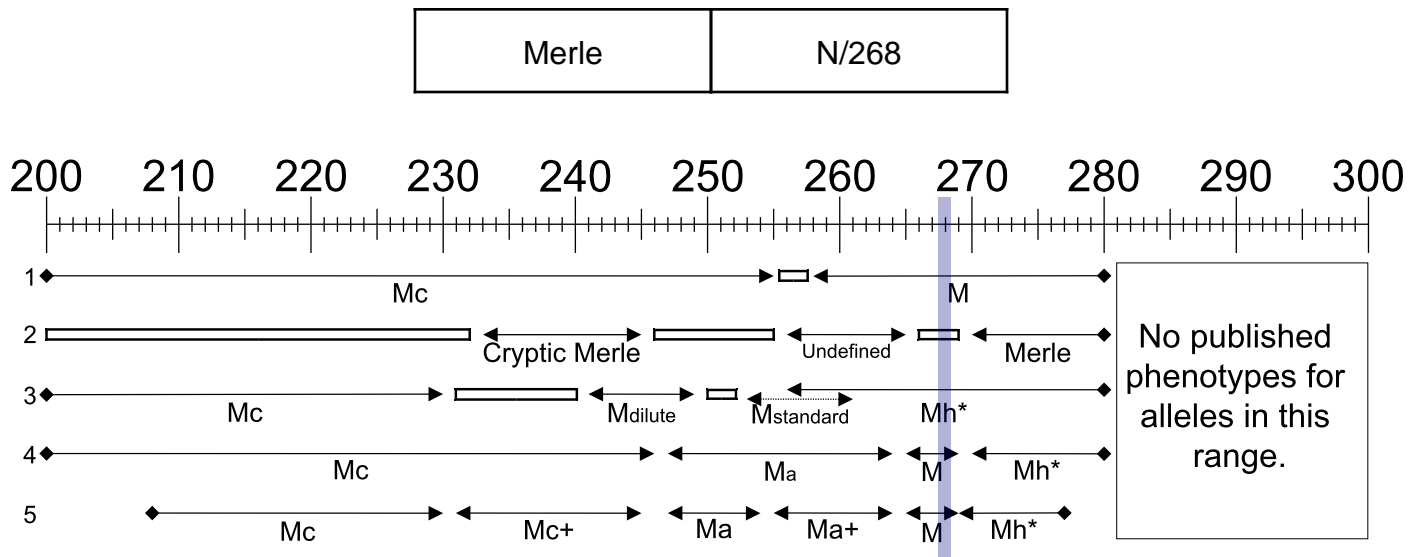 Merle N/268
200 210 220 230 240 250 260 270 280 290 300
1 Mc M
2 Cryptic Merle Undefined Merle
3 Mc Mdilute Mstandard Mh*
4 Mc Ma M Mh*
5 Mc Mc+ Ma Ma+ M Mh*
No published
phenotypes for
alleles in this
range.